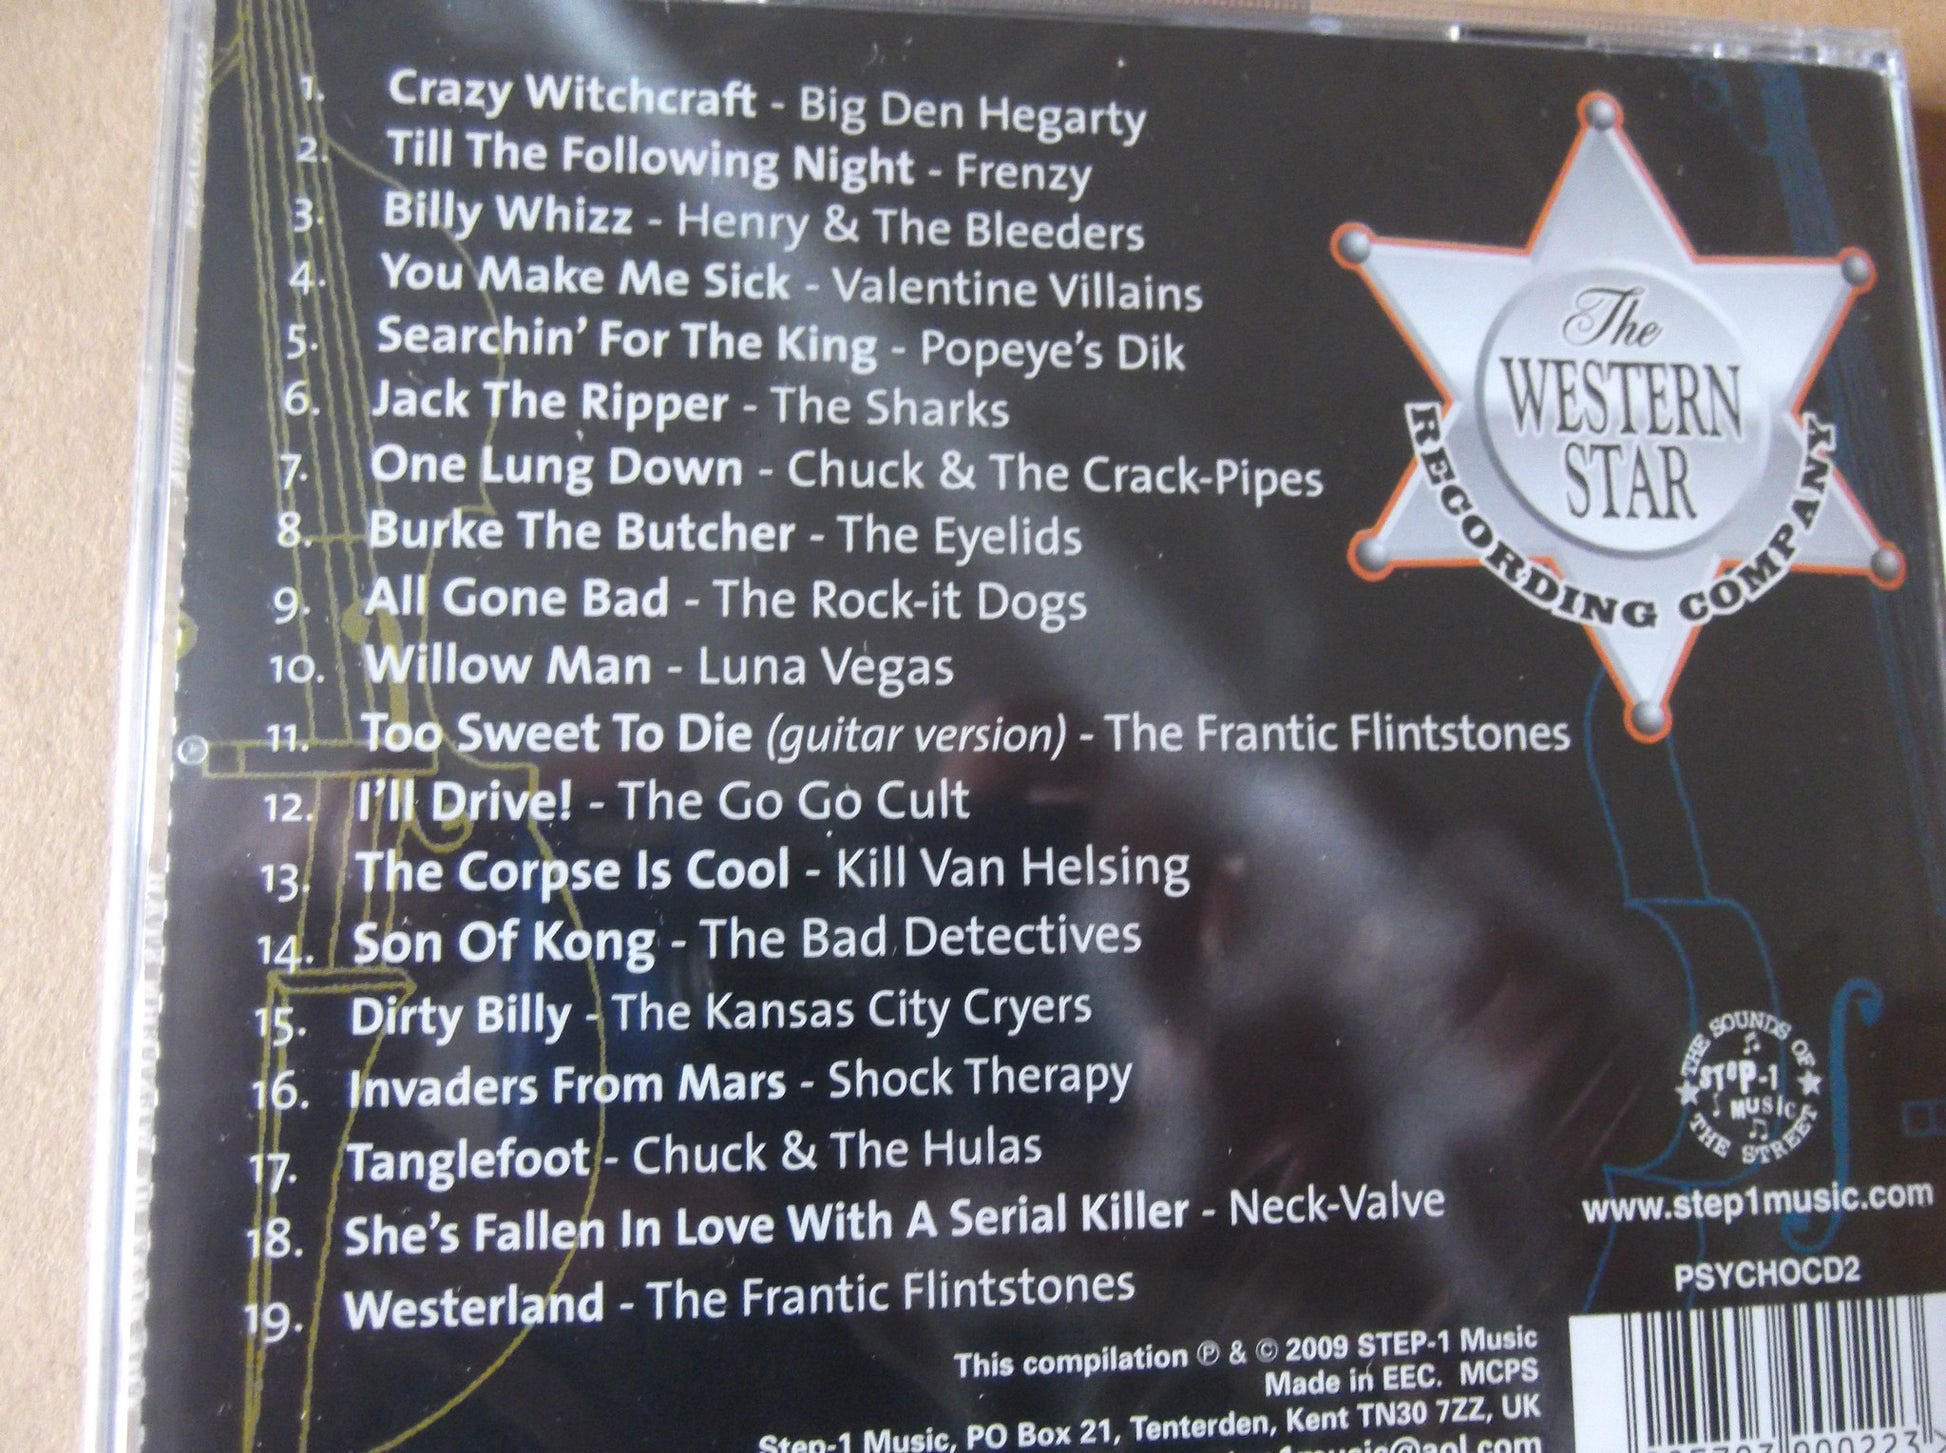 1. Crazy Witchcraft - Big Den Hegarty
2. Till The Following Night - Frenzy
3. Billy Whizz - Henry & The Bleeders
4. You Make Me Sick - Valentine Villains
5. Searchin' For The King - Popeye's Dik
6. Jack The Ripper - The Sharks
7. One Lung Down - Chuck & The Crack-Pipes
8. Burke The Butcher - The Eyelids
9. All Gone Bad - The Rock-it Dogs
10. Willow Man - Luna Vegas
11. Too Sweet To Die (guitar version) - The Frantic Flintstones
12. I'll Drive! - The Go Go Cult
13. The Corpse Is Cool - Kill Van Helsing
14. Son Of Kong - The Bad Detectives
15. Dirty Billy - The Kansas City Cryers
16. Invaders From Mars - Shock Therapy
17. Tanglefoot - Chuck & The Hulas
18. She's Fallen In Love With A Serial Killer - Neck-Valve
19. Westerland - The Frantic Flintstones
The
WESTERN
STAR
RECORDING COMPANY
THE SOUNDS OF
STEP-1
MUSIC
THE STREET
www.step1music.com
PSYCHOCD2
This compilation ℗ & © 2009 STEP-1 Music
Made in EEC. MCPS
Step-1 Music, PO Box 21, Tenterden, Kent TN30 7ZZ, UK